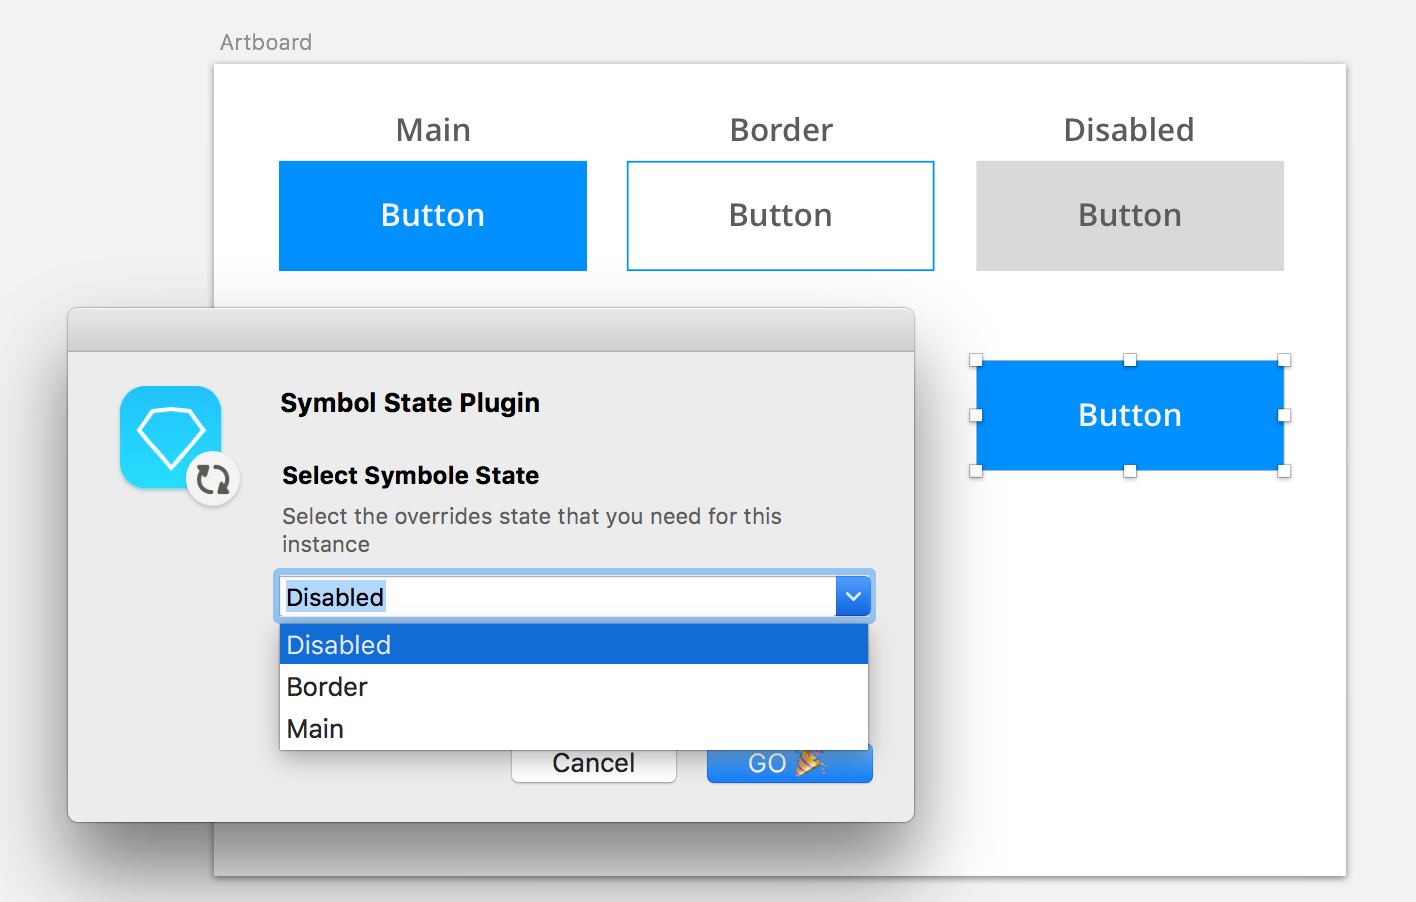 Artboard
Main
Border
Disabled
Button
Button
Button
Button
Symbol State Plugin
Select Symbole State
Select the overrides state that you need for this
instance
Disabled
Disabled
Border
Main
Cancel
GO 🎉